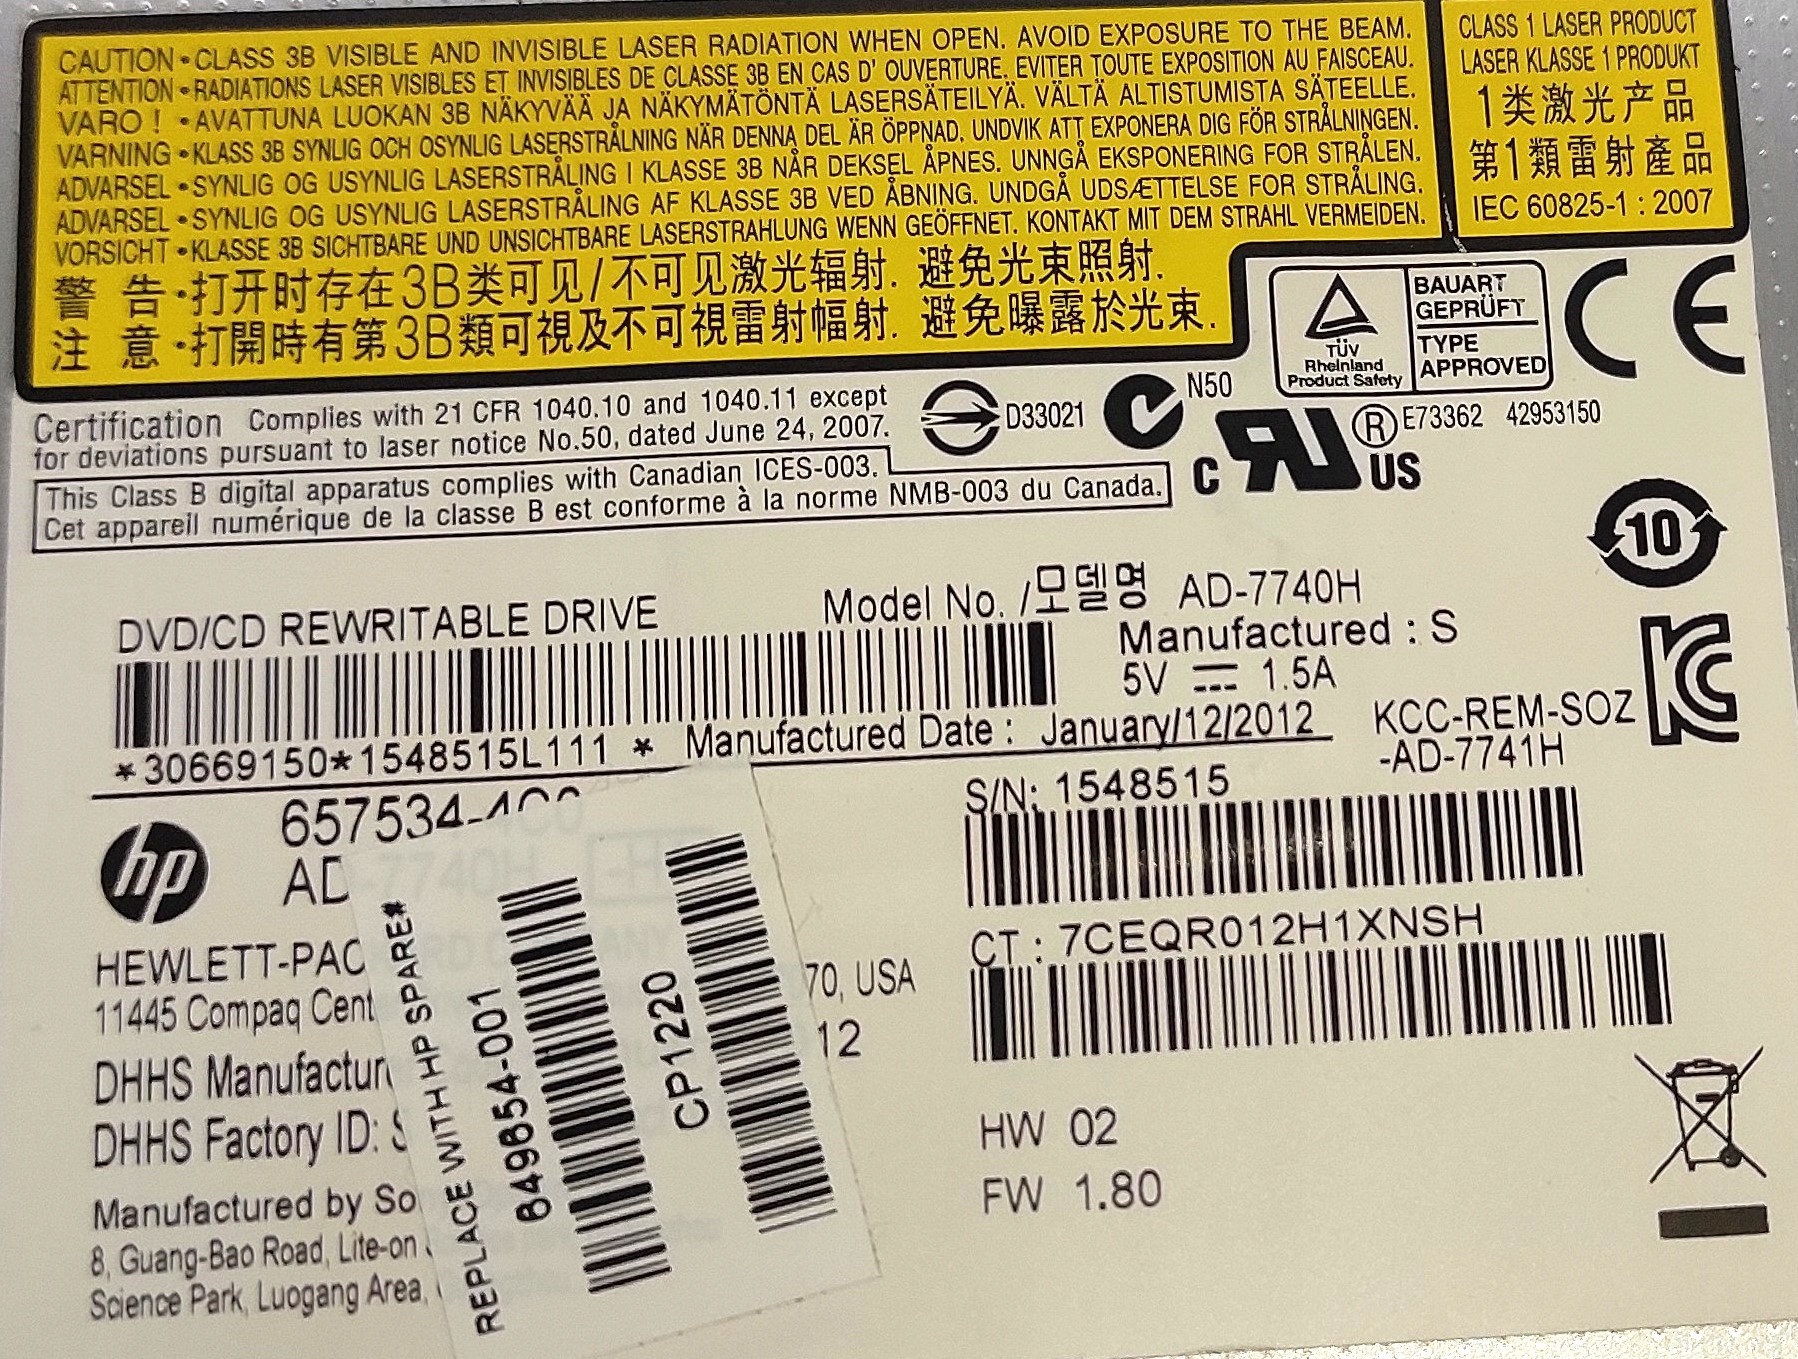 CAUTION • CLASS 3B VISIBLE AND INVISIBLE LASER RADIATION WHEN OPEN. AVOID EXPOSURE TO THE BEAM.
ATTENTION • RADIATIONS LASER VISIBLES ET INVISIBLES DE CLASSE 3B EN CAS D' OUVERTURE. EVITER TOUTE EXPOSITION AU FAISCEAU.
VARO ! • AVATTUNA LUOKAN 3B NÄKYVÄÄ JA NÄKYMÄTÖNTÄ LASERSÄTEILYÄ. VÄLTÄ ALTISTUMISTA SÄTEELLE.
VARNING • KLASS 3B SYNLIG OCH OSYNLIG LASERSTRÅLNING NÄR DENNA DEL ÄR ÖPPNAD. UNDVIK ATT EXPONERA DIG FÖR STRÅLNINGEN.
ADVARSEL • SYNLIG OG USYNLIG LASERSTRÅLING I KLASSE 3B NÅR DEKSEL ÅPNES. UNNGÅ EKSPONERING FOR STRÅLEN.
ADVARSEL • SYNLIG OG USYNLIG LASERSTRÅLING AF KLASSE 3B VED ÅBNING. UNDGÅ UDSÆTTELSE FOR STRÅLING.
VORSICHT • KLASSE 3B SICHTBARE UND UNSICHTBARE LASERSTRAHLUNG WENN GEÖFFNET. KONTAKT MIT DEM STRAHL VERMEIDEN.
警 告 · 打开时存在3B类可见/不可见激光辐射. 避免光束照射.
注 意 · 打開時有第3B類可視及不可視雷射幅射. 避免曝露於光束.
CLASS 1 LASER PRODUCT
LASER KLASSE 1 PRODUKT
1类激光产品
第1類雷射產品
IEC 60825-1 : 2007
TÜV
Rheinland
Product Safety
BAUART
GEPRÜFT
TYPE
APPROVED
CE
Certification Complies with 21 CFR 1040.10 and 1040.11 except
for deviations pursuant to laser notice No.50, dated June 24, 2007.
D33021
N50
C RU ® US
E73362 42953150
This Class B digital apparatus complies with Canadian ICES-003.
Cet appareil numérique de la classe B est conforme à la norme NMB-003 du Canada.
10
DVD/CD REWRITABLE DRIVE
Model No. /모델명 AD-7740H
Manufactured : S
5V 1.5A
*30669150*1548515L111 *
Manufactured Date : January/12/2012
KCC-REM-SOZ
-AD-7741H
hp
657534-4C0
AD-7740H -H
S/N: 1548515
CT : 7CEQR012H1XNSH
HEWLETT-PAC
11445 Compaq Cent
70, USA
DHHS Manufactur
12
DHHS Factory ID: S
Manufactured by So
8, Guang-Bao Road, Lite-on
Science Park, Luogang Area,
REPLACE WITH HP SPARE#
849854-001
CP1220
HW 02
FW 1.80